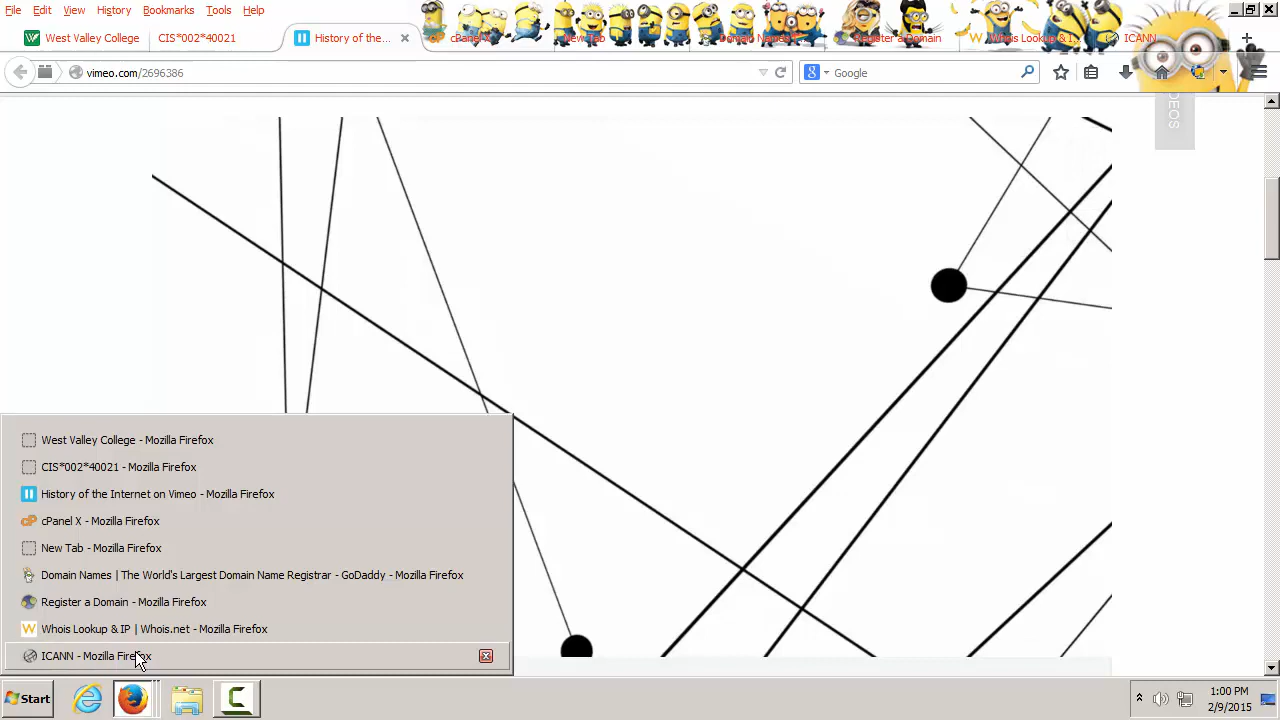 File Edit View History Bookmarks Tools Help
West Valley College CIS*002*40021 History of the... cPanel X New Tab Domain Names | Register a Domain Whois Lookup & I... ICANN
vimeo.com/2696386 Google
DEOS
West Valley College - Mozilla Firefox
CIS*002*40021 - Mozilla Firefox
History of the Internet on Vimeo - Mozilla Firefox
cPanel X - Mozilla Firefox
New Tab - Mozilla Firefox
Domain Names | The World's Largest Domain Name Registrar - GoDaddy - Mozilla Firefox
Register a Domain - Mozilla Firefox
Whois Lookup & IP | Whois.net - Mozilla Firefox
ICANN - Mozilla Firefox
Start
1:00 PM
2/9/2015